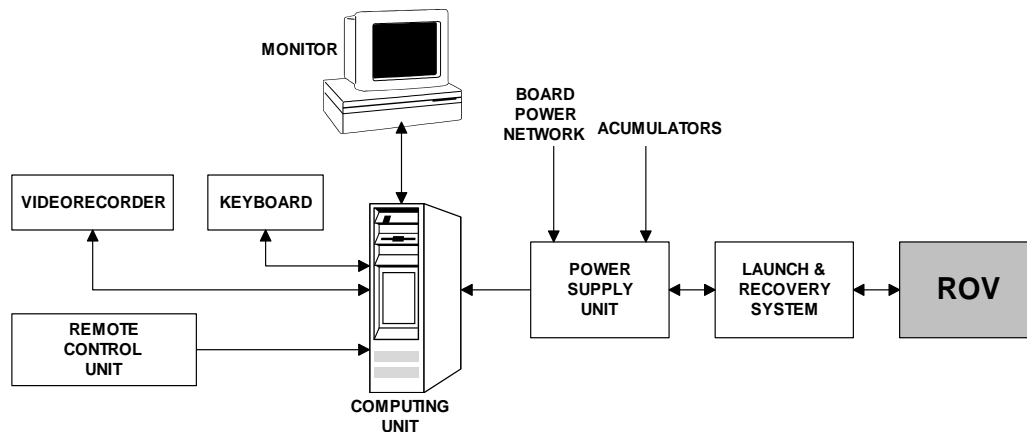 MONITOR
BOARD
POWER
NETWORK
ACUMULATORS
VIDEORECORDER
KEYBOARD
POWER
SUPPLY
UNIT
LAUNCH &
RECOVERY
SYSTEM
ROV
REMOTE
CONTROL
UNIT
COMPUTING
UNIT